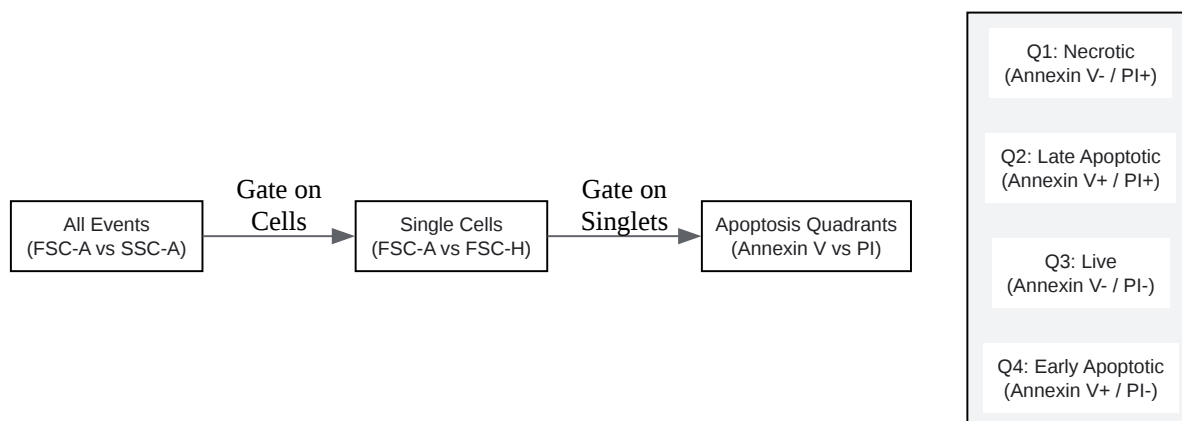 All Events
(FSC-A vs SSC-A)
Gate on
Cells
Single Cells
(FSC-A vs FSC-H)
Gate on
Singlets
Apoptosis Quadrants
(Annexin V vs PI)
Q1: Necrotic
(Annexin V- / PI+)
Q2: Late Apoptotic
(Annexin V+ / PI+)
Q3: Live
(Annexin V- / PI-)
Q4: Early Apoptotic
(Annexin V+ / PI-)